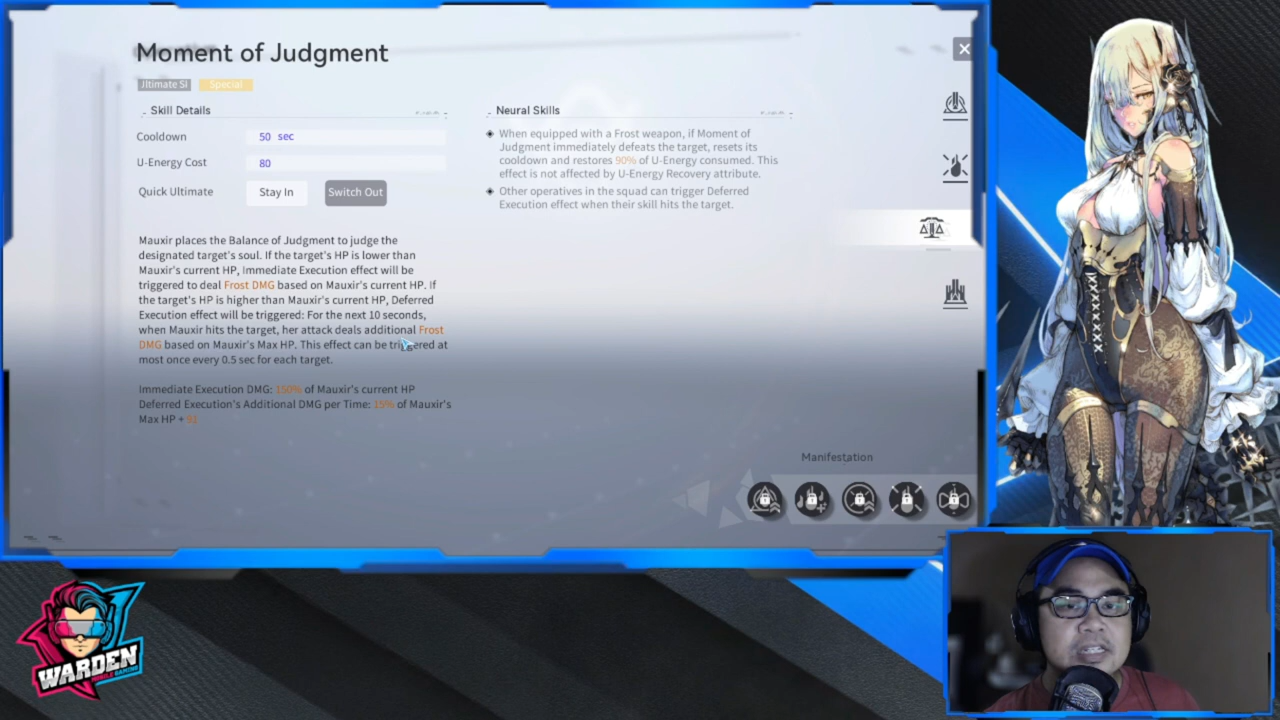 Moment of Judgment
Ultimate Sl
Special
Skill Details
Cooldown
50 sec
U-Energy Cost
80
Quick Ultimate
Stay In
Switch Out
Mauxir places the Balance of Judgment to judge the
designated target's soul. If the target's HP is lower than
Mauxir's current HP, Immediate Execution effect will be
triggered to deal Frost DMG based on Mauxir's current HP. If
the target's HP is higher than Mauxir's current HP, Deferred
Execution effect will be triggered: For the next 10 seconds,
when Mauxir hits the target, her attack deals additional Frost
DMG based on Mauxir's Max HP. This effect can be triggered at
most once every 0.5 sec for each target.
Immediate Execution DMG: 150% of Mauxir's current HP
Deferred Execution's Additional DMG per Time: 15% of Mauxir's
Max HP + 91
Neural Skills
When equipped with a Frost weapon, if Moment of
Judgment immediately defeats the target, resets its
cooldown and restores 90% of U-Energy consumed. This
effect is not affected by U-Energy Recovery attribute.
Other operatives in the squad can trigger Deferred
Execution effect when their skill hits the target.
Manifestation
WARDEN
MOBILE GAMING